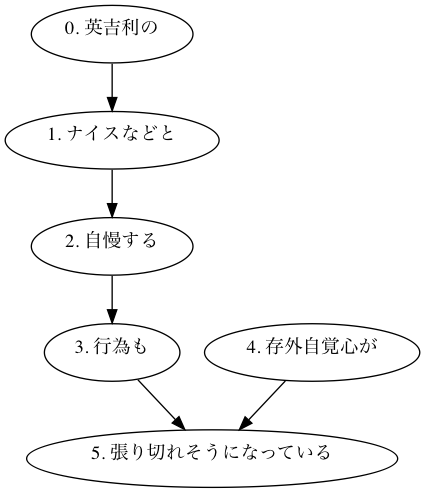 0. 英吉利の
1. ナイスなどと
2. 自慢する
3. 行為も
4. 存外自覚心が
5. 張り切れそうになっている